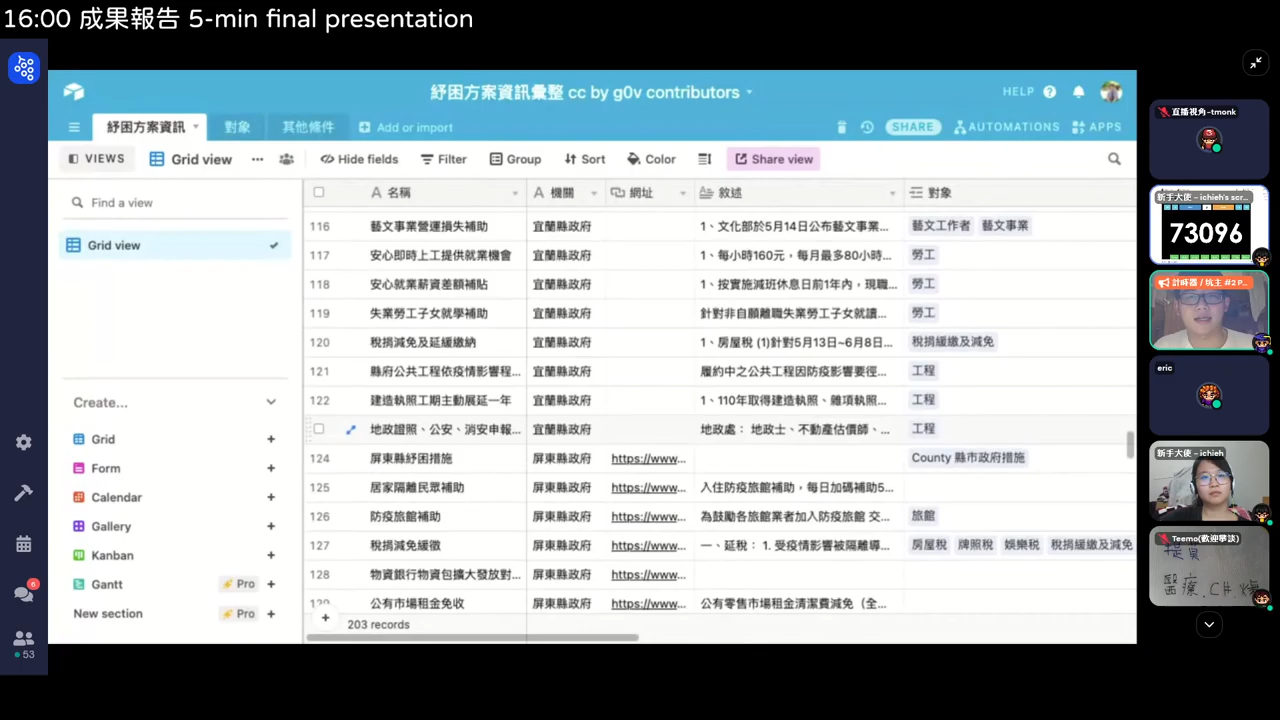 16:00 成果報告 5-min final presentation
紓困方案資訊彙整 cc by g0v contributors
HELP
紓困方案資訊
對象
其他條件
Add or import
SHARE
AUTOMATIONS
APPS
VIEWS
Grid view
Hide fields
Filter
Group
Sort
Color
Share view
Find a view
Grid view
Create...
Grid
Form
Calendar
Gallery
Kanban
Gantt Pro
New section Pro
名稱 機關 網址 敘述 對象
116 藝文事業營運損失補助 宜蘭縣政府 1、文化部於5月14日公布藝文事業... 藝文工作者 藝文事業
117 安心即時上工提供就業機會 宜蘭縣政府 1、每小時160元，每月最多80小時... 勞工
118 安心就業薪資差額補貼 宜蘭縣政府 1、按實施減班休息日前1年內，現職... 勞工
119 失業勞工子女就學補助 宜蘭縣政府 針對非自願離職失業勞工子女就讀... 勞工
120 稅捐減免及延緩繳納 宜蘭縣政府 1、房屋稅 (1)針對5月13日~6月8日... 稅捐緩繳及減免
121 縣府公共工程依疫情影響程... 宜蘭縣政府 履約中之公共工程因防疫影響要徑... 工程
122 建造執照工期主動展延一年 宜蘭縣政府 1、110年取得建造執照、雜項執照... 工程
地政證照、公安、消安申報... 宜蘭縣政府 地政處： 地政士、不動產估價師、... 工程
124 屏東縣紓困措施 屏東縣政府 https://www... County 縣市政府措施
125 居家隔離民眾補助 屏東縣政府 https://www... 入住防疫旅館補助，每日加碼補助5...
126 防疫旅館補助 屏東縣政府 https://www... 為鼓勵各旅館業者加入防疫旅館 交... 旅館
127 稅捐減免緩徵 屏東縣政府 https://www... 一、延稅： 1. 受疫情影響被隔離導... 房屋稅 牌照稅 娛樂稅 稅捐緩繳及減免
128 物資銀行物資包擴大發放對... 屏東縣政府 https://www...
129 公有市場租金免收 屏東縣政府 https://www... 公有零售市場租金清潔費減免（全...
203 records
6
53
直播視角-tmonk
新手大使 - ichieh's scr...
73096
計時器 / 坑主 #2 P...
eric
新手大使 - ichieh
Teemo(歡迎攀談)
醫療.C#.